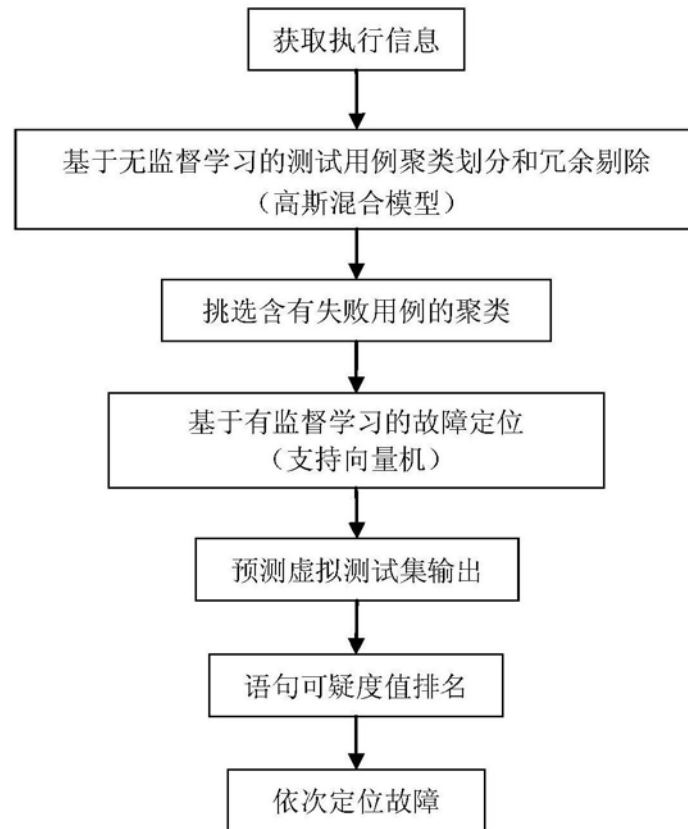 获取执行信息
基于无监督学习的测试用例聚类划分和冗余剔除
（高斯混合模型）
挑选含有失败用例的聚类
基于有监督学习的故障定位
（支持向量机）
预测虚拟测试集输出
语句可疑度值排名
依次定位故障